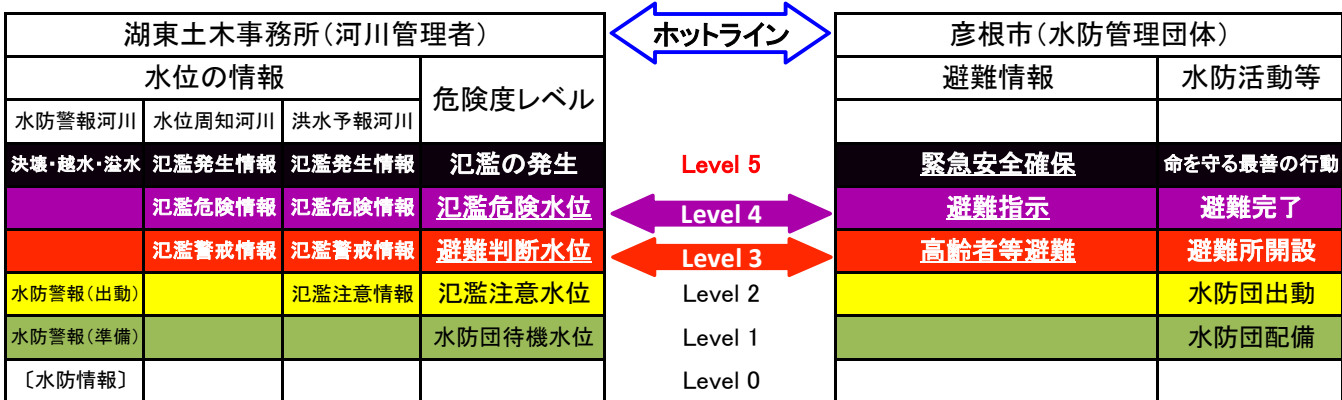 湖東土木事務所（河川管理者） ホットライン 彦根市（水防管理団体）
水位の情報 危険度レベル 避難情報 水防活動等
水防警報河川 水位周知河川 洪水予報河川
決壊・越水・溢水 氾濫発生情報 氾濫発生情報 氾濫の発生 Level 5 緊急安全確保 命を守る最善の行動
氾濫危険情報 氾濫危険情報 氾濫危険水位 Level 4 避難指示 避難完了
氾濫警戒情報 氾濫警戒情報 避難判断水位 Level 3 高齢者等避難 避難所開設
水防警報（出動） 氾濫注意情報 氾濫注意水位 Level 2 水防団出動
水防警報（準備） 水防団待機水位 Level 1 水防団配備
〔水防情報〕 Level 0